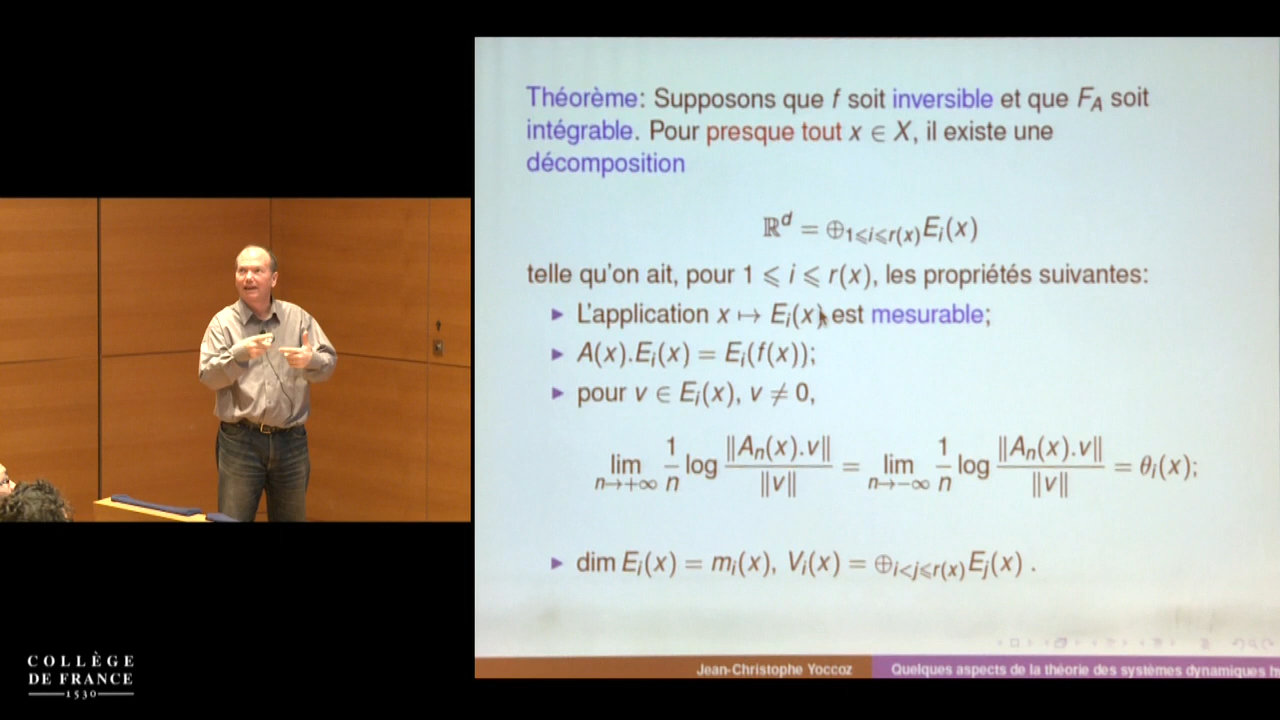 Théorème: Supposons que f soit inversible et que F_A soit
intégrable. Pour presque tout x ∈ X, il existe une
décomposition
ℝ^d = ⊕_{1⩽i⩽r(x)} E_i(x)
telle qu'on ait, pour 1 ⩽ i ⩽ r(x), les propriétés suivantes:
► L'application x ↦ E_i(x) est mesurable;
► A(x).E_i(x) = E_i(f(x));
► pour v ∈ E_i(x), v ≠ 0,
lim_{n→+∞} 1/n log ‖A_n(x).v‖/‖v‖ = lim_{n→−∞} 1/n log ‖A_n(x).v‖/‖v‖ = θ_i(x);
► dim E_i(x) = m_i(x), V_i(x) = ⊕_{i<j⩽r(x)} E_j(x) .
Jean-Christophe Yoccoz Quelques aspects de la théorie des systèmes dynamiques h
COLLÈGE
DE FRANCE
1530